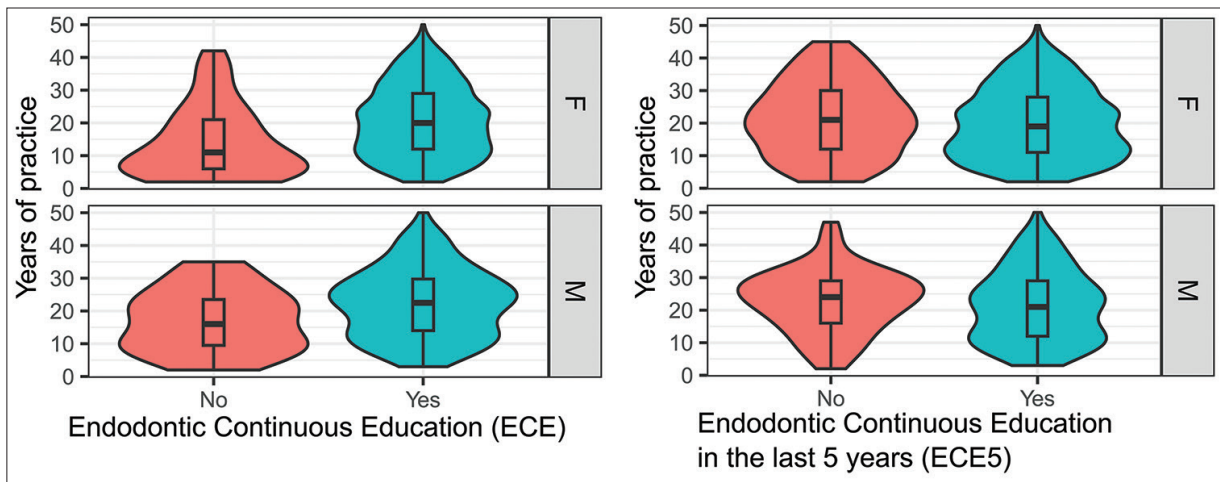 Years of practice
50
40
30
20
10
0
F
Years of practice
50
40
30
20
10
0
M
No
Yes
Endodontic Continuous Education (ECE)
Years of practice
50
40
30
20
10
0
F
Years of practice
50
40
30
20
10
0
M
No
Yes
Endodontic Continuous Education
in the last 5 years (ECE5)